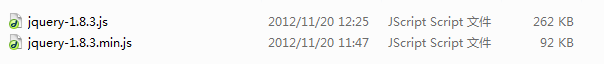 jquery-1.8.3.js 2012/11/20 12:25 JScript Script 文件 262 KB
jquery-1.8.3.min.js 2012/11/20 11:47 JScript Script 文件 92 KB